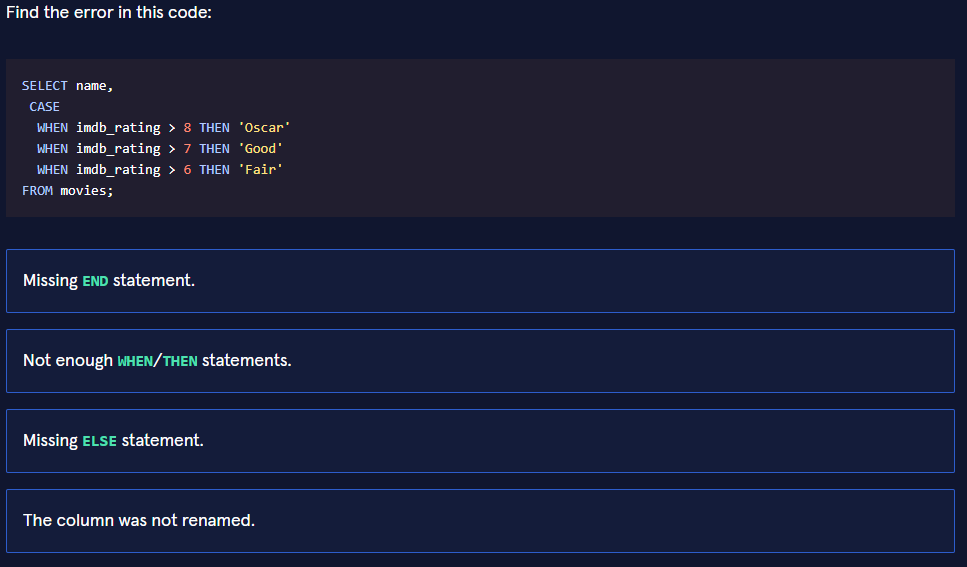 Find the error in this code:
SELECT name,
 CASE
  WHEN imdb_rating > 8 THEN 'Oscar'
  WHEN imdb_rating > 7 THEN 'Good'
  WHEN imdb_rating > 6 THEN 'Fair'
FROM movies;
Missing END statement.
Not enough WHEN/THEN statements.
Missing ELSE statement.
The column was not renamed.